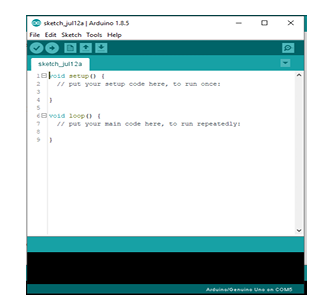 sketch_jul12a | Arduino 1.8.5
File Edit Sketch Tools Help
sketch_jul12a
1 void setup() {
2 // put your setup code here, to run once:
3
4 }
5
6 void loop() {
7 // put your main code here, to run repeatedly:
8
9 }
Arduino/Genuino Uno on COM5